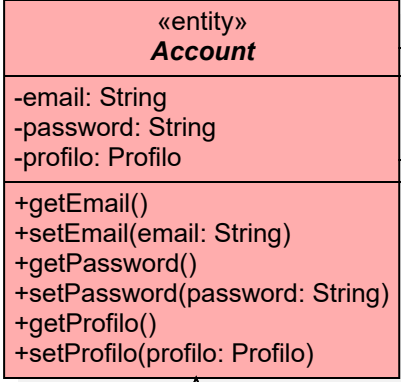 «entity»
Account
-email: String
-password: String
-profilo: Profilo
+getEmail()
+setEmail(email: String)
+getPassword()
+setPassword(password: String)
+getProfilo()
+setProfilo(profilo: Profilo)